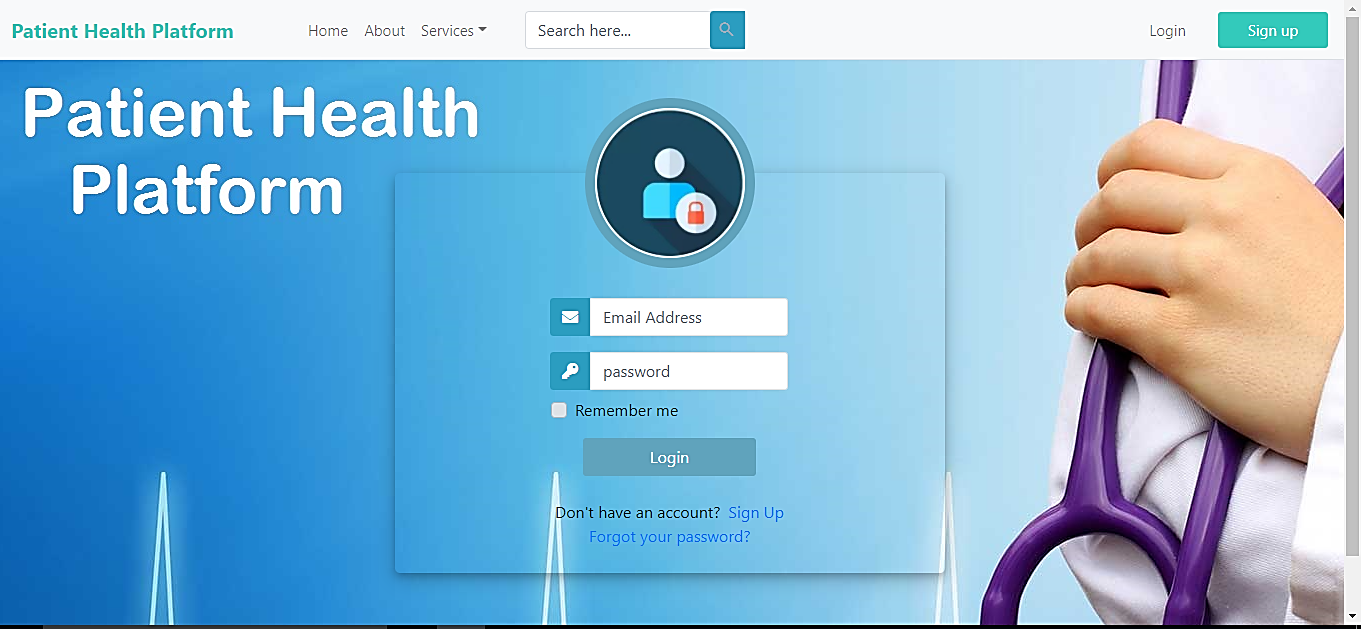 Patient Health Platform
Home
About
Services
Search here...
Login
Sign up
Patient Health
Platform
Email Address
password
Remember me
Login
Don't have an account? Sign Up
Forgot your password?